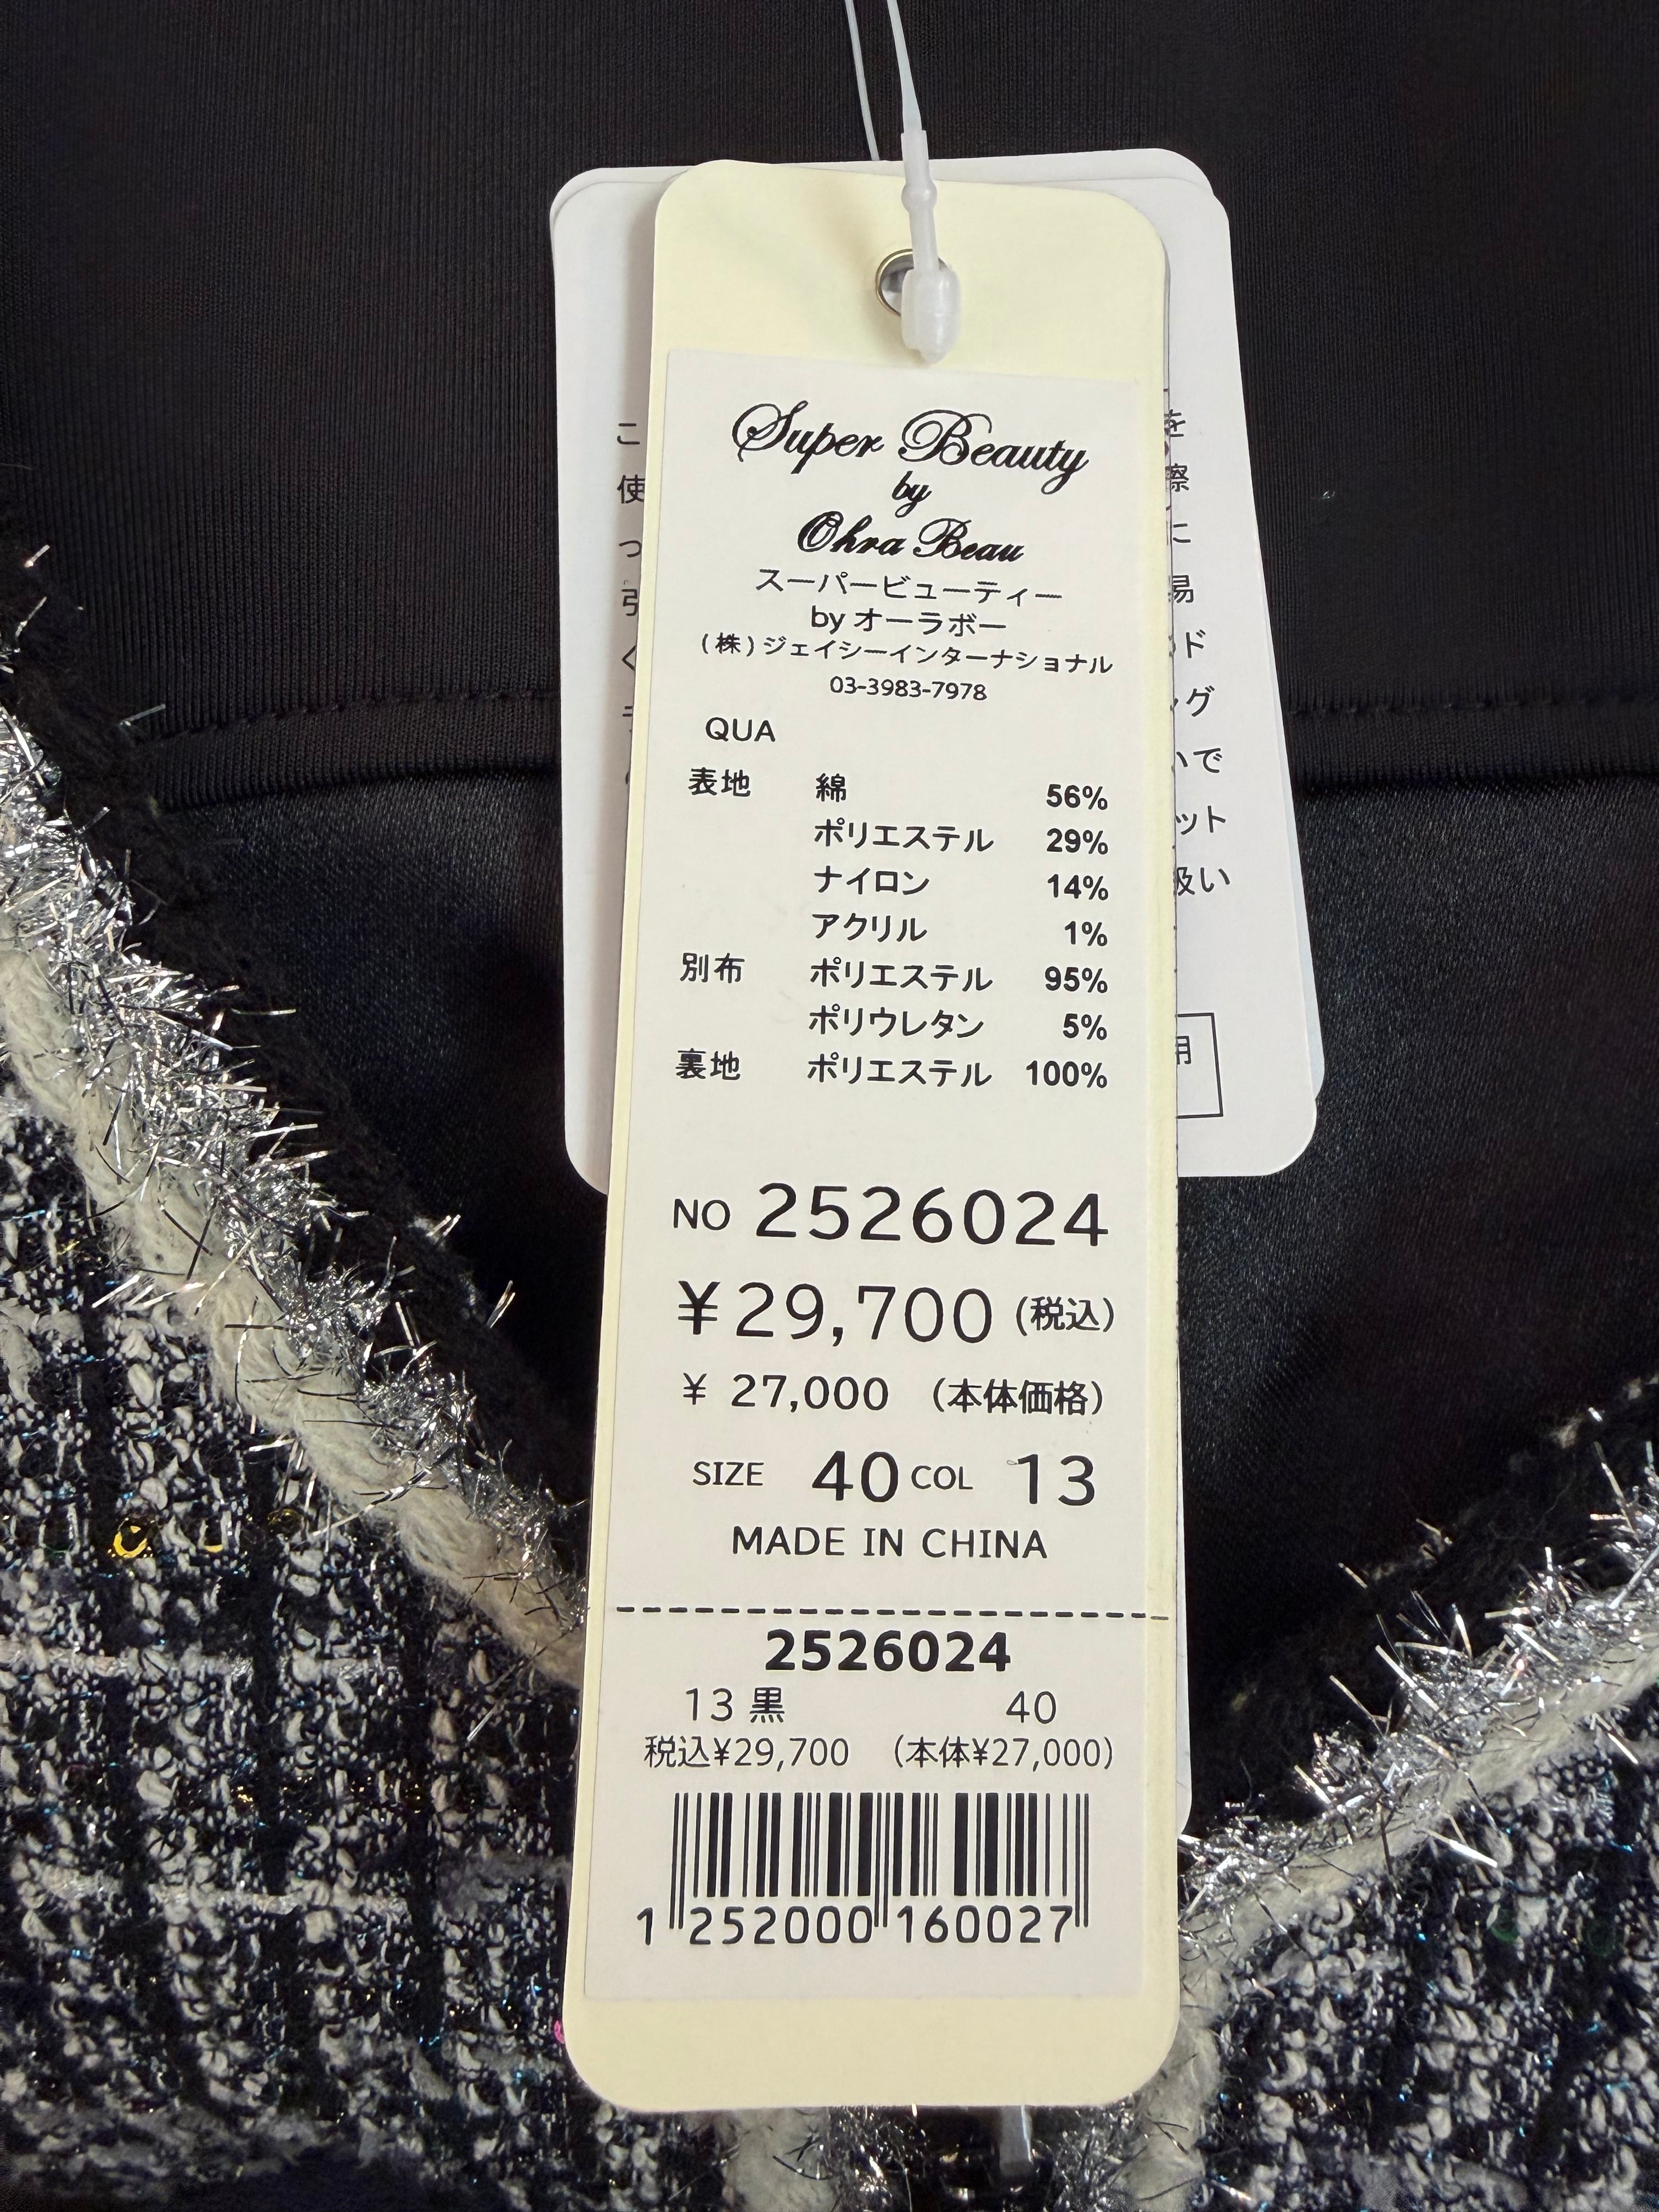 Super Beauty
by
Ohra Beau
スーパービューティー
by オーラボー
(株)ジェイシーインターナショナル
03-3983-7978
QUA
表地 綿 56%
ポリエステル 29%
ナイロン 14%
アクリル 1%
別布 ポリエステル 95%
ポリウレタン 5%
裏地 ポリエステル 100%
NO 2526024
¥29,700 (税込)
¥ 27,000 (本体価格)
SIZE 40 COL 13
MADE IN CHINA
2526024
13 黒 40
税込¥29,700 (本体¥27,000)
1 252000 160027